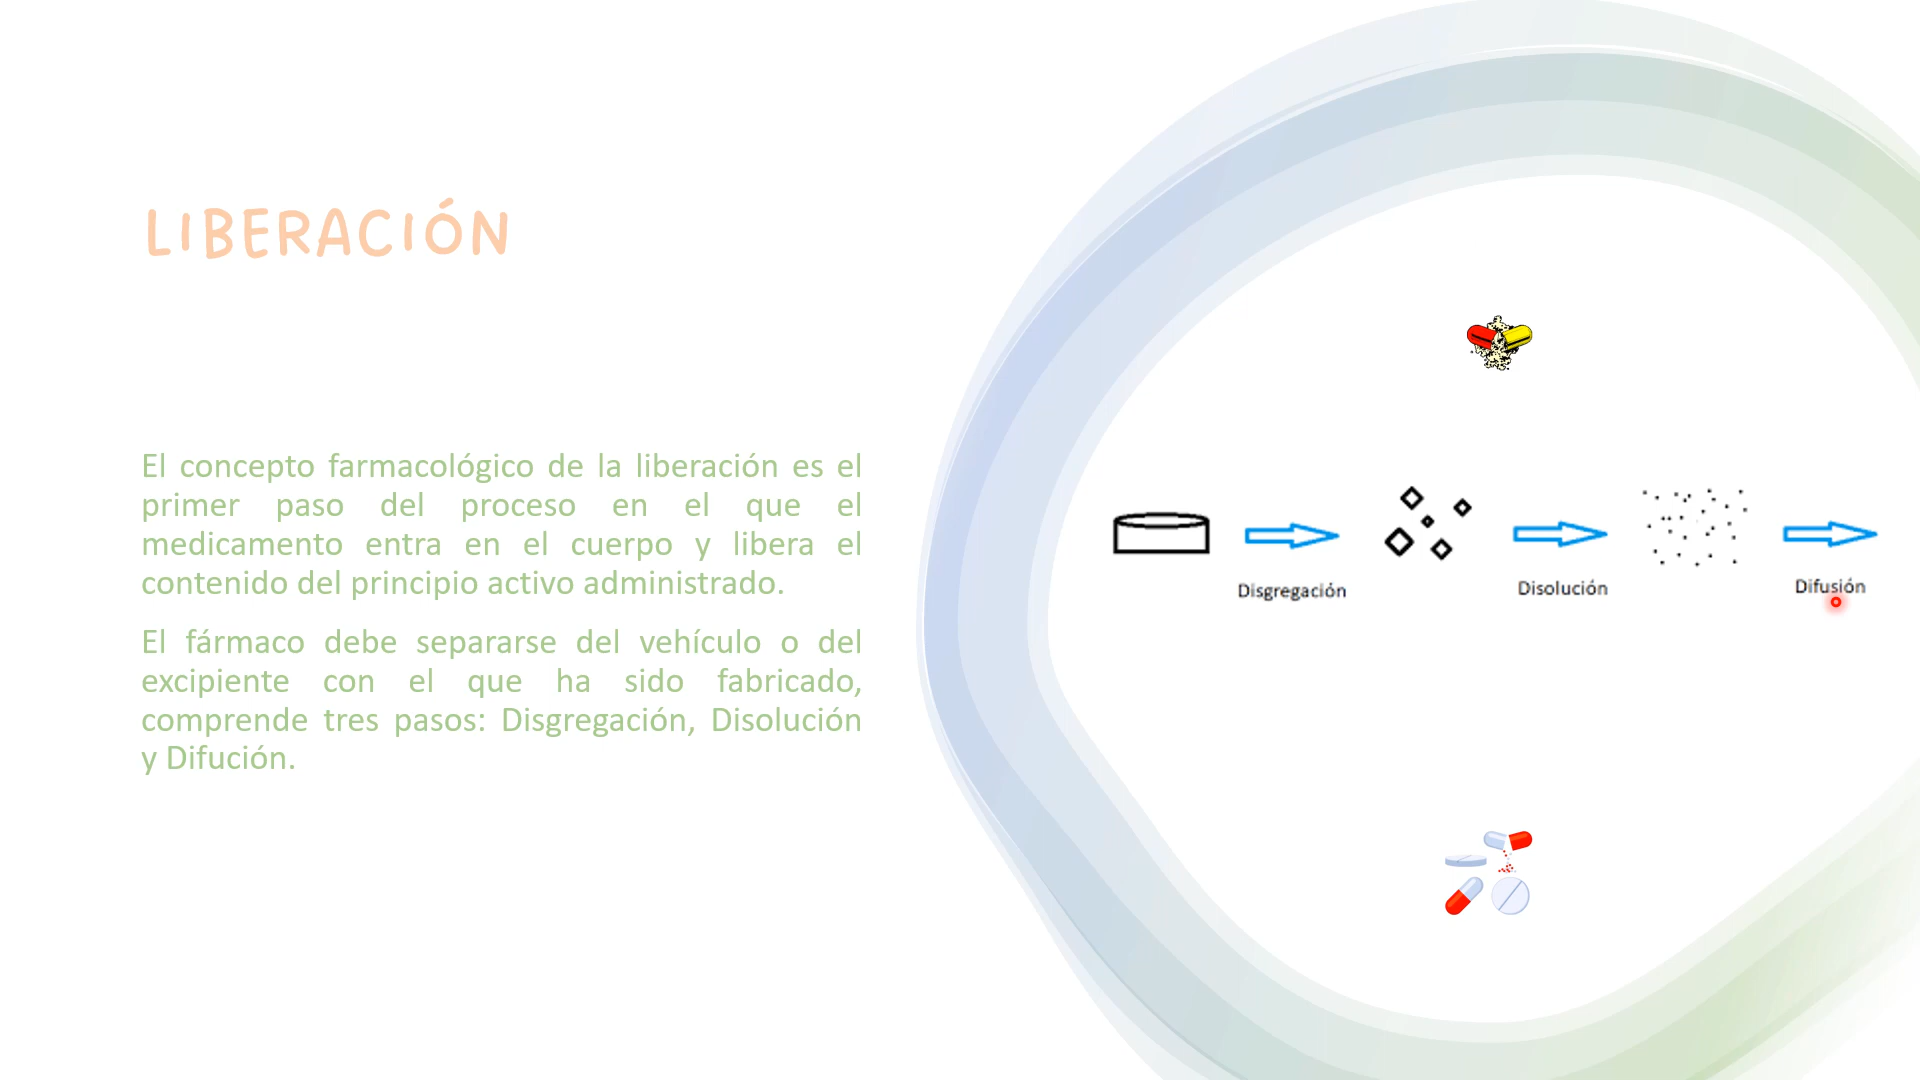 LIBERACIÓN
El concepto farmacológico de la liberación es el
primer paso del proceso en el que el
medicamento entra en el cuerpo y libera el
contenido del principio activo administrado.
El fármaco debe separarse del vehículo o del
excipiente con el que ha sido fabricado,
comprende tres pasos: Disgregación, Disolución
y Difución.
Disgregación
Disolución
Difusión